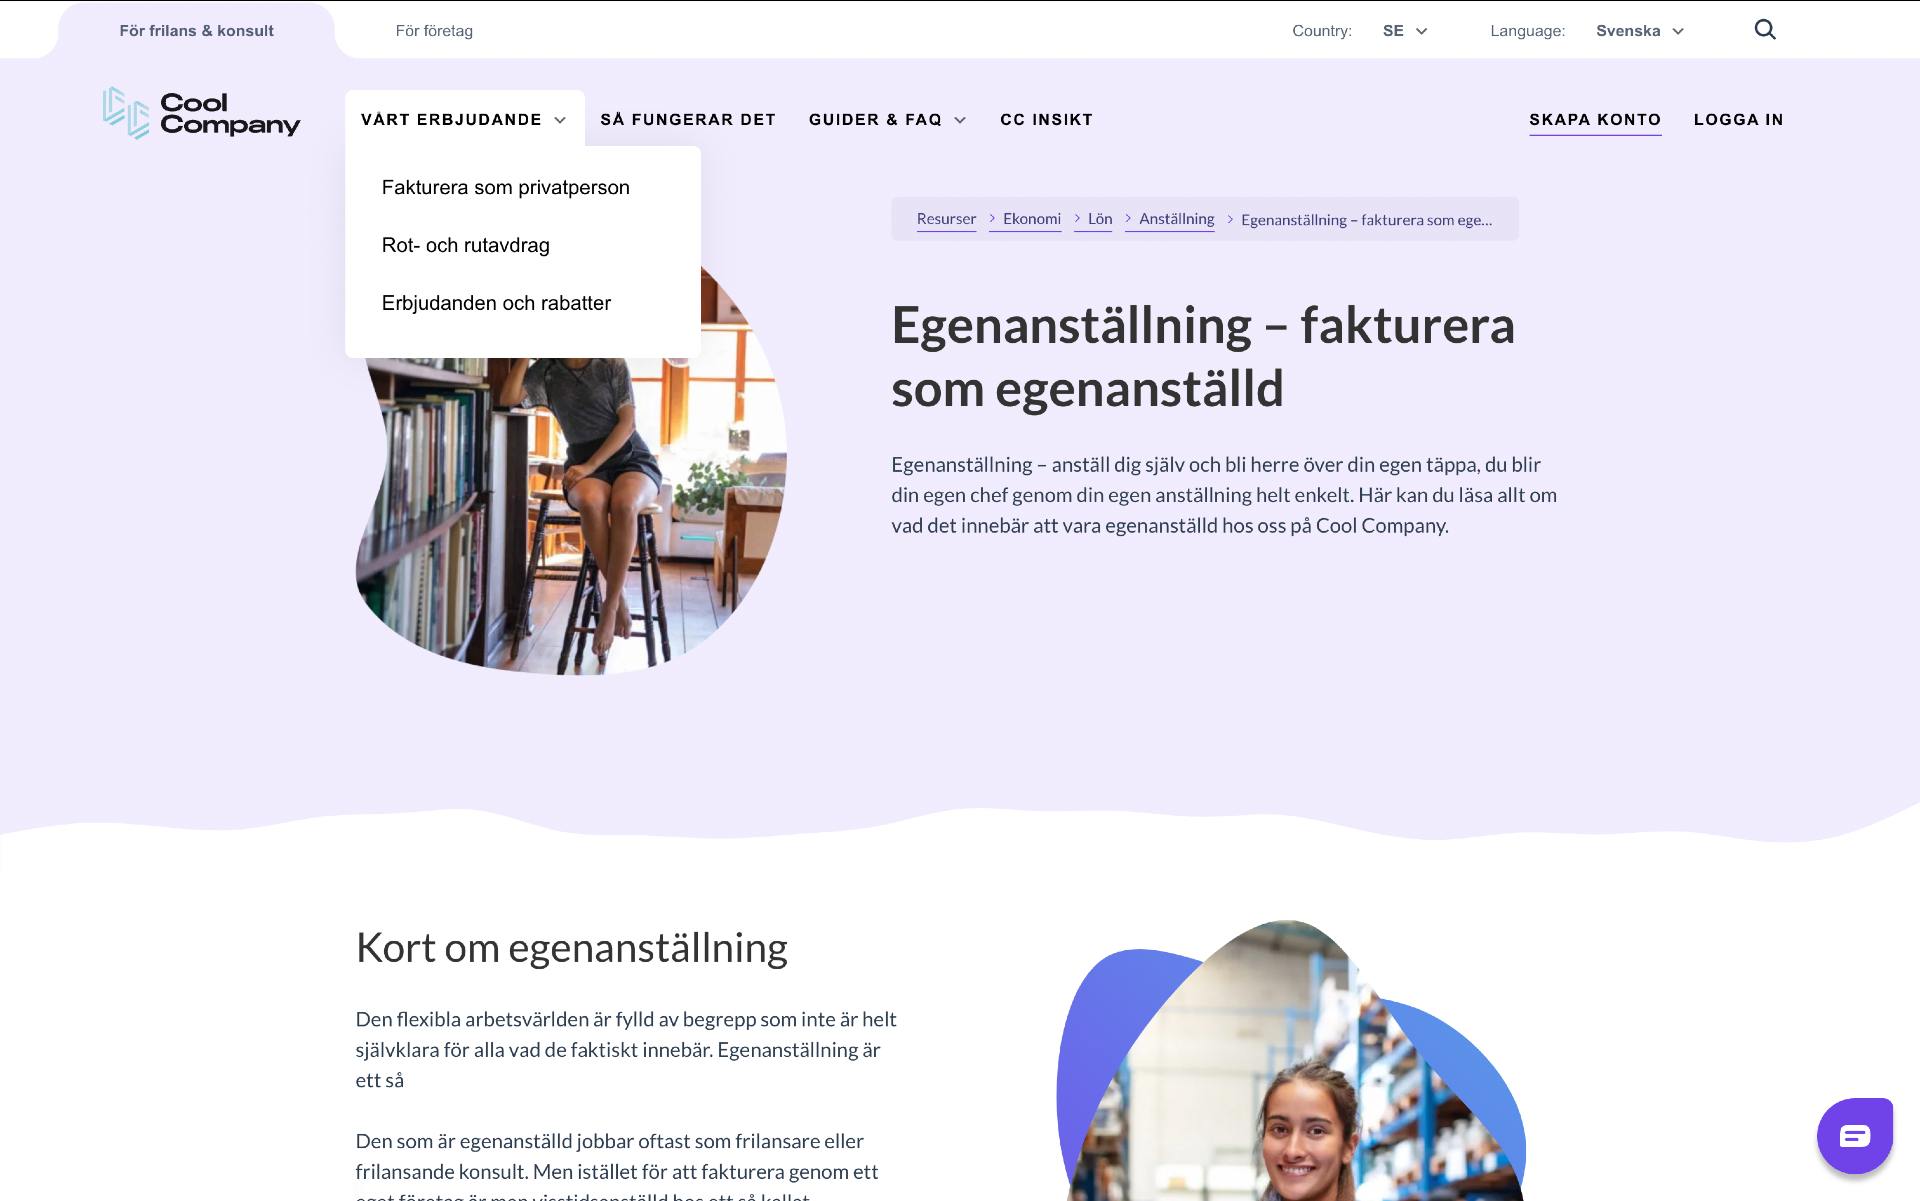 För frilans & konsult
För företag
Country:
SE
Language:
Svenska
Cool
Company
VÅRT ERBJUDANDE
SÅ FUNGERAR DET
GUIDER & FAQ
CC INSIKT
SKAPA KONTO
LOGGA IN
Fakturera som privatperson
Rot- och rutavdrag
Erbjudanden och rabatter
Resurser > Ekonomi > Lön > Anställning > Egenanställning – fakturera som ege...
Egenanställning – fakturera
som egenanställd
Egenanställning – anställ dig själv och bli herre över din egen täppa, du blir
din egen chef genom din egen anställning helt enkelt. Här kan du läsa allt om
vad det innebär att vara egenanställd hos oss på Cool Company.
Kort om egenanställning
Den flexibla arbetsvärlden är fylld av begrepp som inte är helt
självklara för alla vad de faktiskt innebär. Egenanställning är
ett så
Den som är egenanställd jobbar oftast som frilansare eller
frilansande konsult. Men istället för att fakturera genom ett